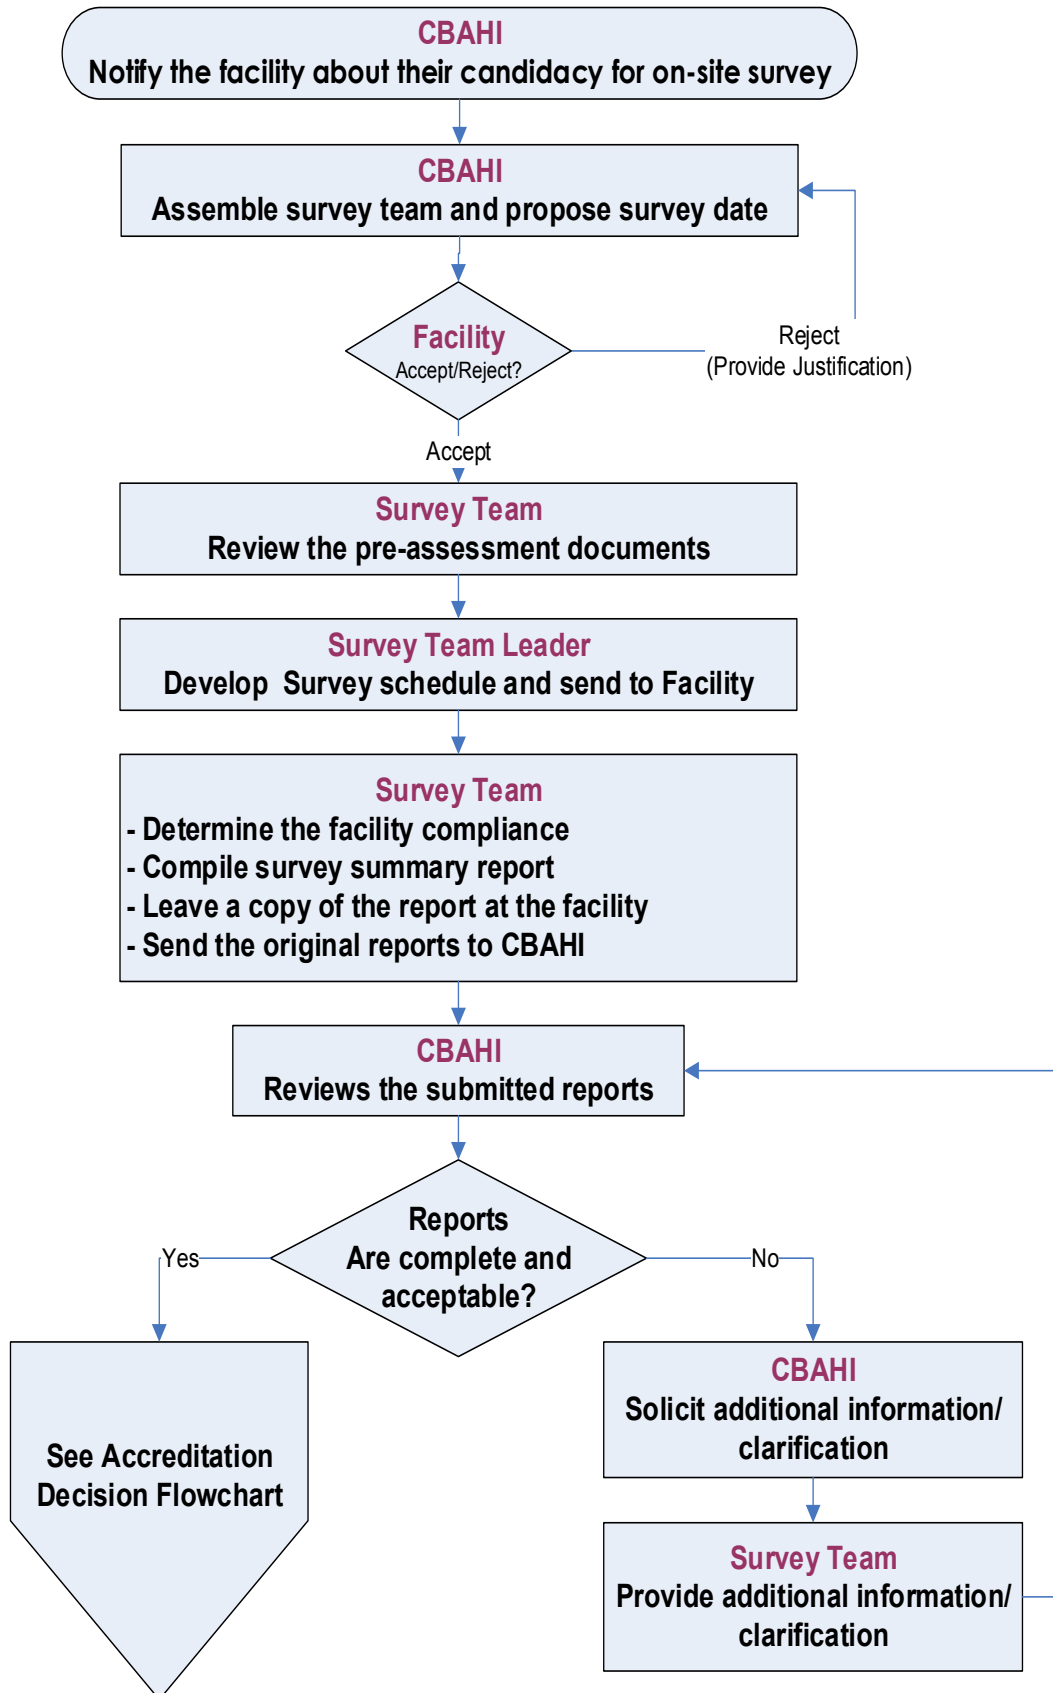 CBAHI
Notify the facility about their candidacy for on-site survey
CBAHI
Assemble survey team and propose survey date
Facility
Accept/Reject?
Reject
(Provide Justification)
Accept
Survey Team
Review the pre-assessment documents
Survey Team Leader
Develop Survey schedule and send to Facility
Survey Team
- Determine the facility compliance
- Compile survey summary report
- Leave a copy of the report at the facility
- Send the original reports to CBAHI
CBAHI
Reviews the submitted reports
Reports
Are complete and
acceptable?
Yes
No
See Accreditation
Decision Flowchart
CBAHI
Solicit additional information/
clarification
Survey Team
Provide additional information/
clarification